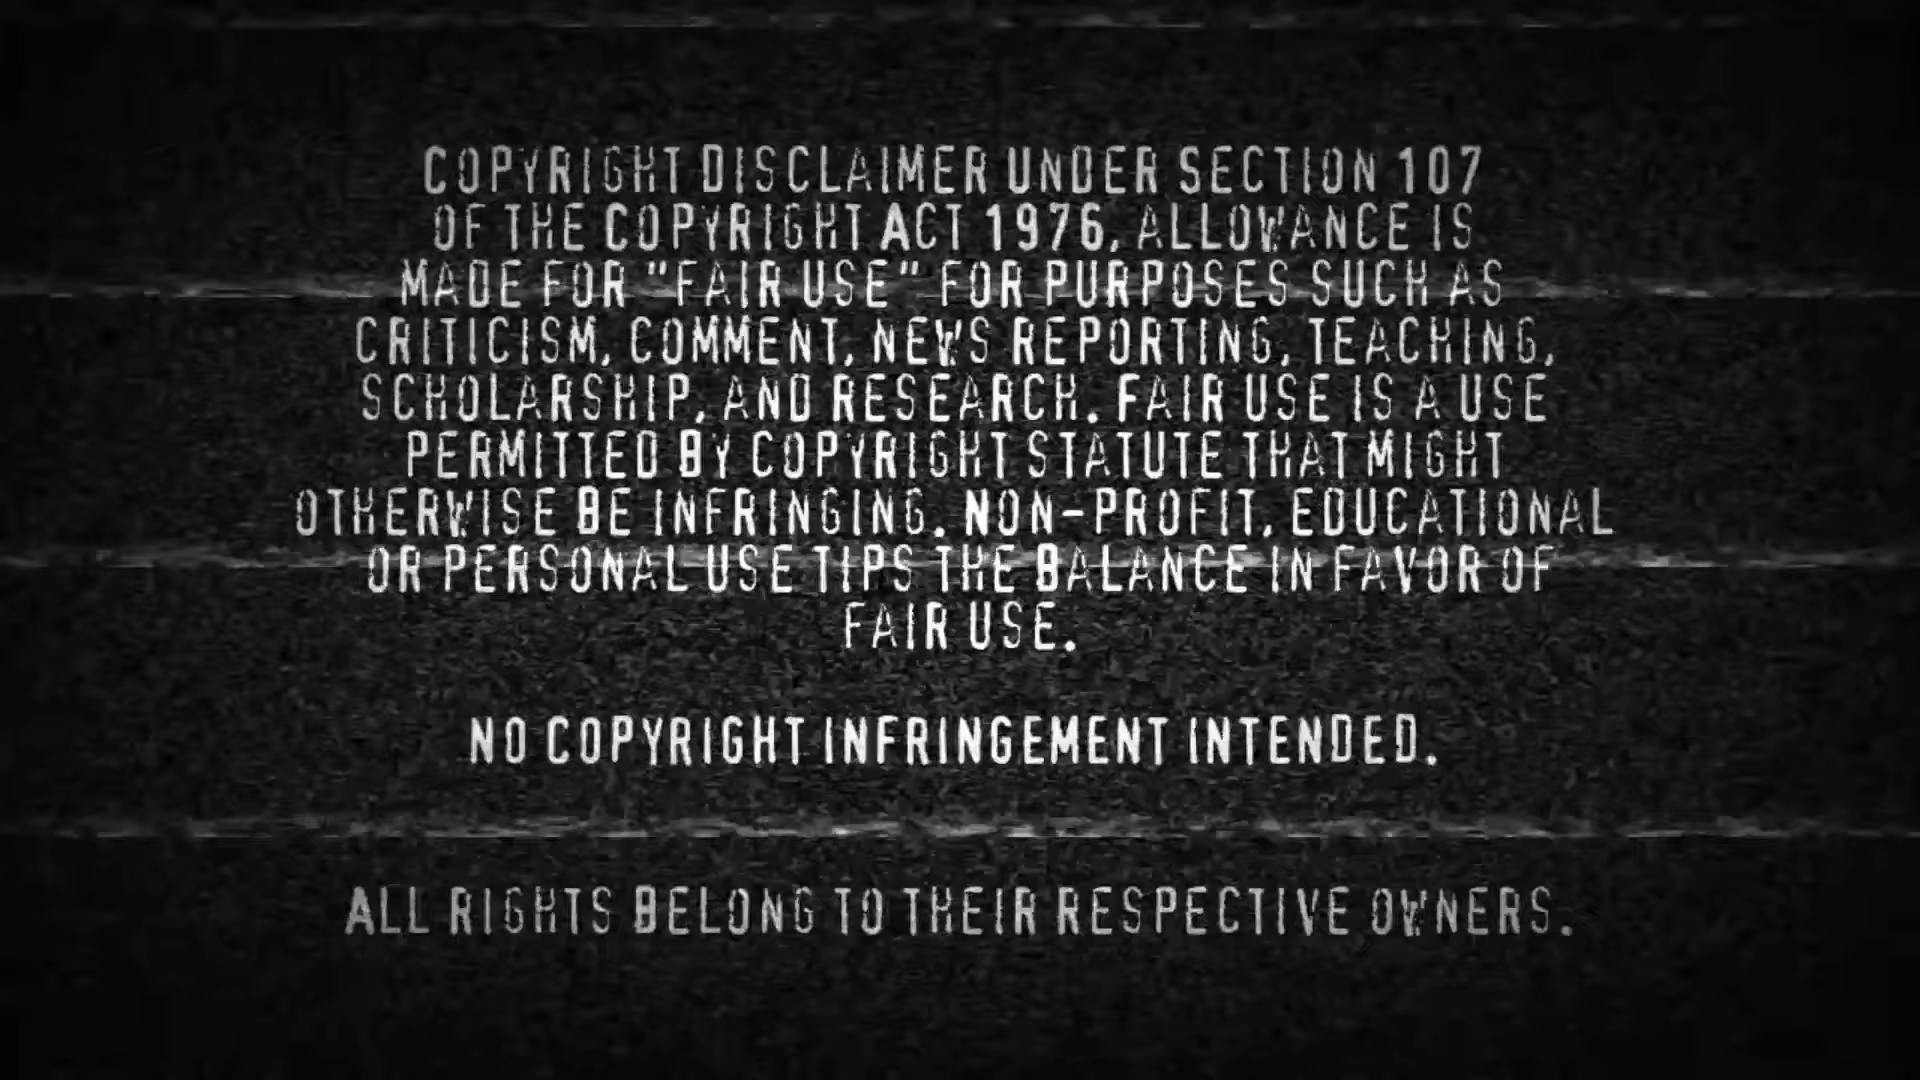 COPYRIGHT DISCLAIMER UNDER SECTION 107
OF THE COPYRIGHT ACT 1976, ALLOWANCE IS
MADE FOR "FAIR USE" FOR PURPOSES SUCH AS
CRITICISM, COMMENT, NEWS REPORTING, TEACHING,
SCHOLARSHIP, AND RESEARCH. FAIR USE IS A USE
PERMITTED BY COPYRIGHT STATUTE THAT MIGHT
OTHERWISE BE INFRINGING. NON-PROFIT, EDUCATIONAL
OR PERSONAL USE TIPS THE BALANCE IN FAVOR OF
FAIR USE.
NO COPYRIGHT INFRINGEMENT INTENDED.
ALL RIGHTS BELONG TO THEIR RESPECTIVE OWNERS.